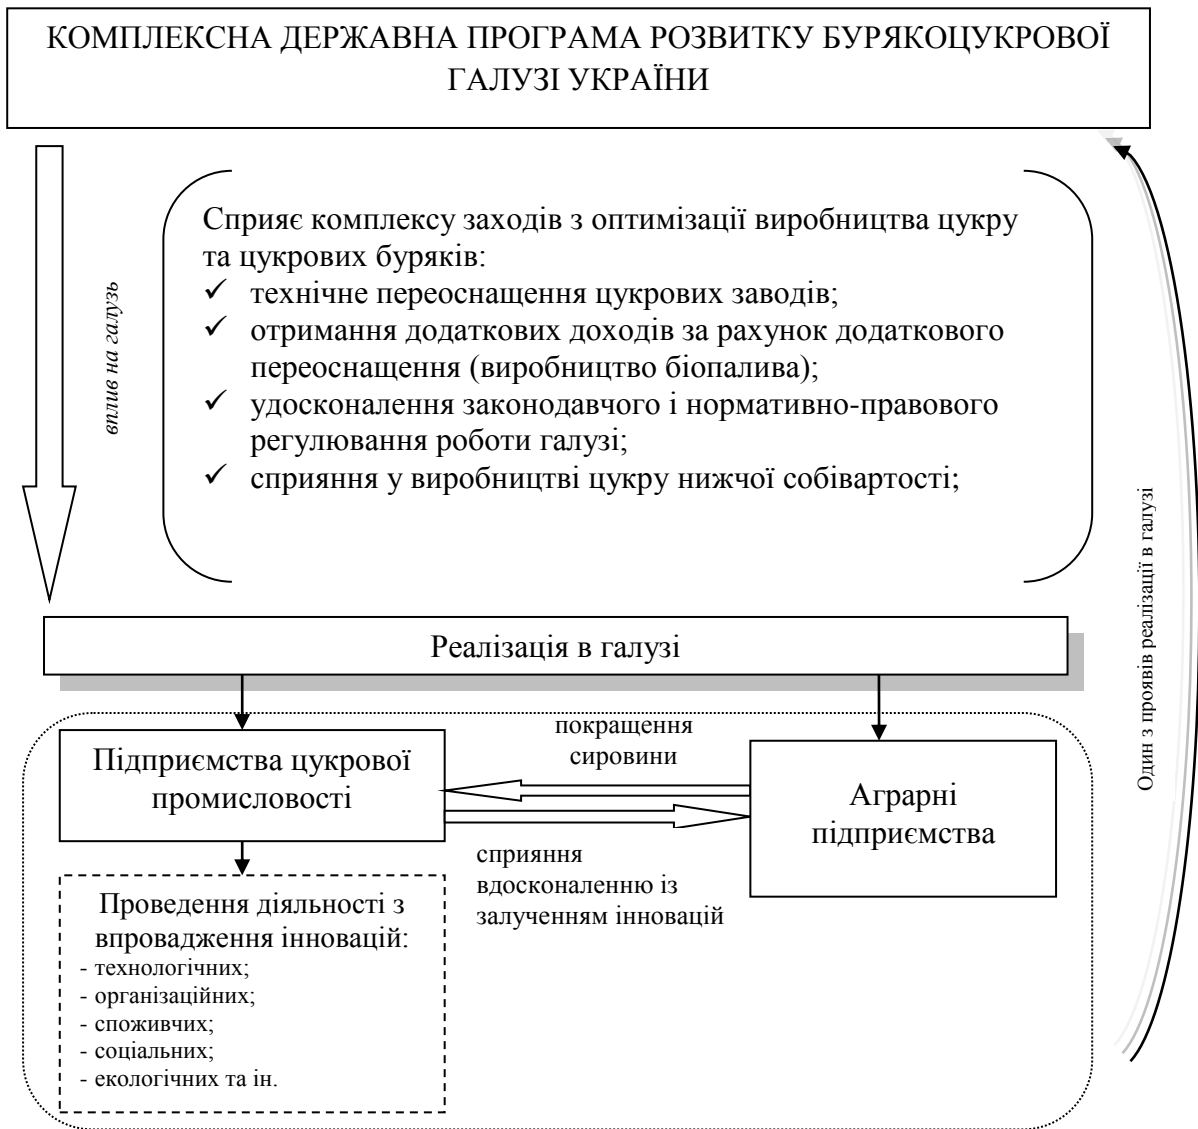 КОМПЛЕКСНА ДЕРЖАВНА ПРОГРАМА РОЗВИТКУ БУРЯКОЦУКРОВОЇ
ГАЛУЗІ УКРАЇНИ
вплив на галузь
Сприяє комплексу заходів з оптимізації виробництва цукру
та цукрових буряків:
✓ технічне переоснащення цукрових заводів;
✓ отримання додаткових доходів за рахунок додаткового
переоснащення (виробництво біопалива);
✓ удосконалення законодавчого і нормативно-правового
регулювання роботи галузі;
✓ сприяння у виробництві цукру нижчої собівартості;
Один з проявів реалізації в галузі
Реалізація в галузі
Підприємства цукрової
промисловості
покращення
сировини
Аграрні
підприємства
сприяння
вдосконаленню із
залученням інновацій
Проведення діяльності з
впровадження інновацій:
- технологічних;
- організаційних;
- споживчих;
- соціальних;
- екологічних та ін.